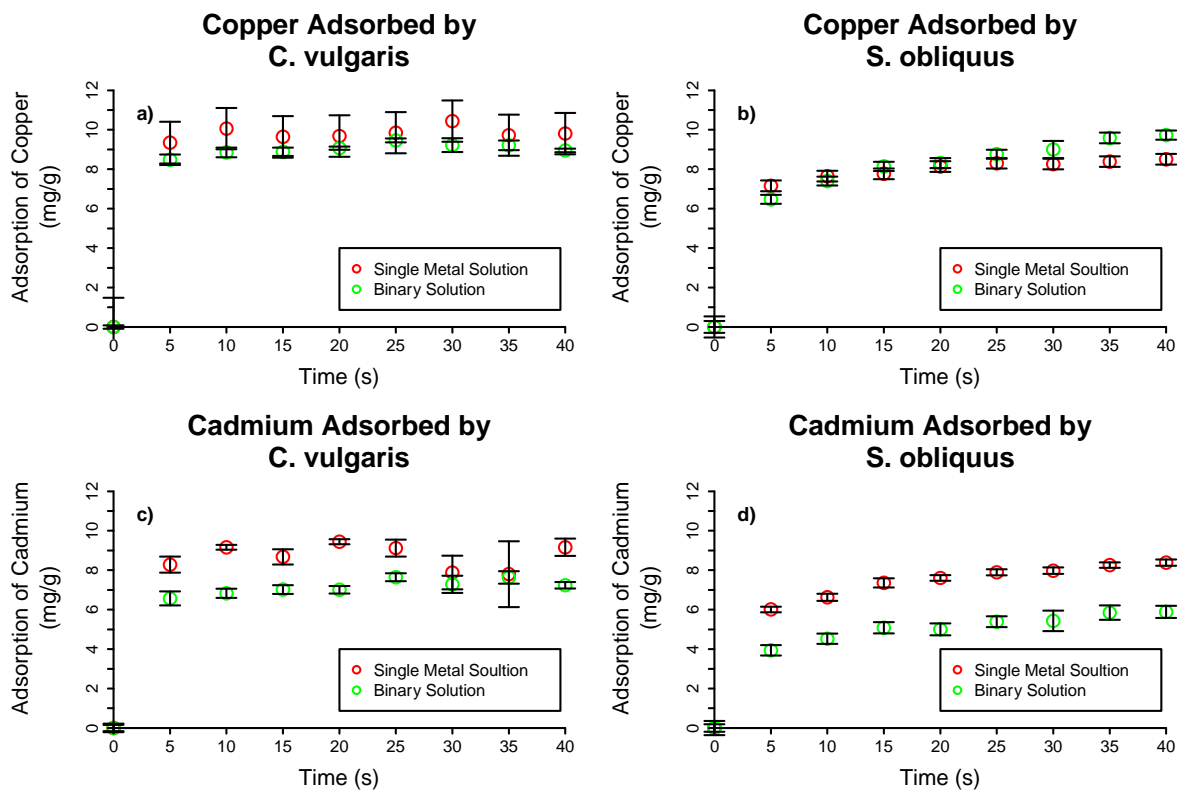 Copper Adsorbed by
C. vulgaris
a)
Adsorption of Copper
(mg/g)
0 2 4 6 8 10 12
Single Metal Solution
Binary Solution
0 5 10 15 20 25 30 35 40
Time (s)
Copper Adsorbed by
S. obliquus
b)
Adsorption of Copper
(mg/g)
0 2 4 6 8 10 12
Single Metal Soultion
Binary Solution
0 5 10 15 20 25 30 35 40
Time (s)
Cadmium Adsorbed by
C. vulgaris
c)
Adsorption of Cadmium
(mg/g)
0 2 4 6 8 10 12
Single Metal Soultion
Binary Solution
0 5 10 15 20 25 30 35 40
Time (s)
Cadmium Adsorbed by
S. obliquus
d)
Adsorption of Cadmium
(mg/g)
0 2 4 6 8 10 12
Single Metal Soultion
Binary Solution
0 5 10 15 20 25 30 35 40
Time (s)